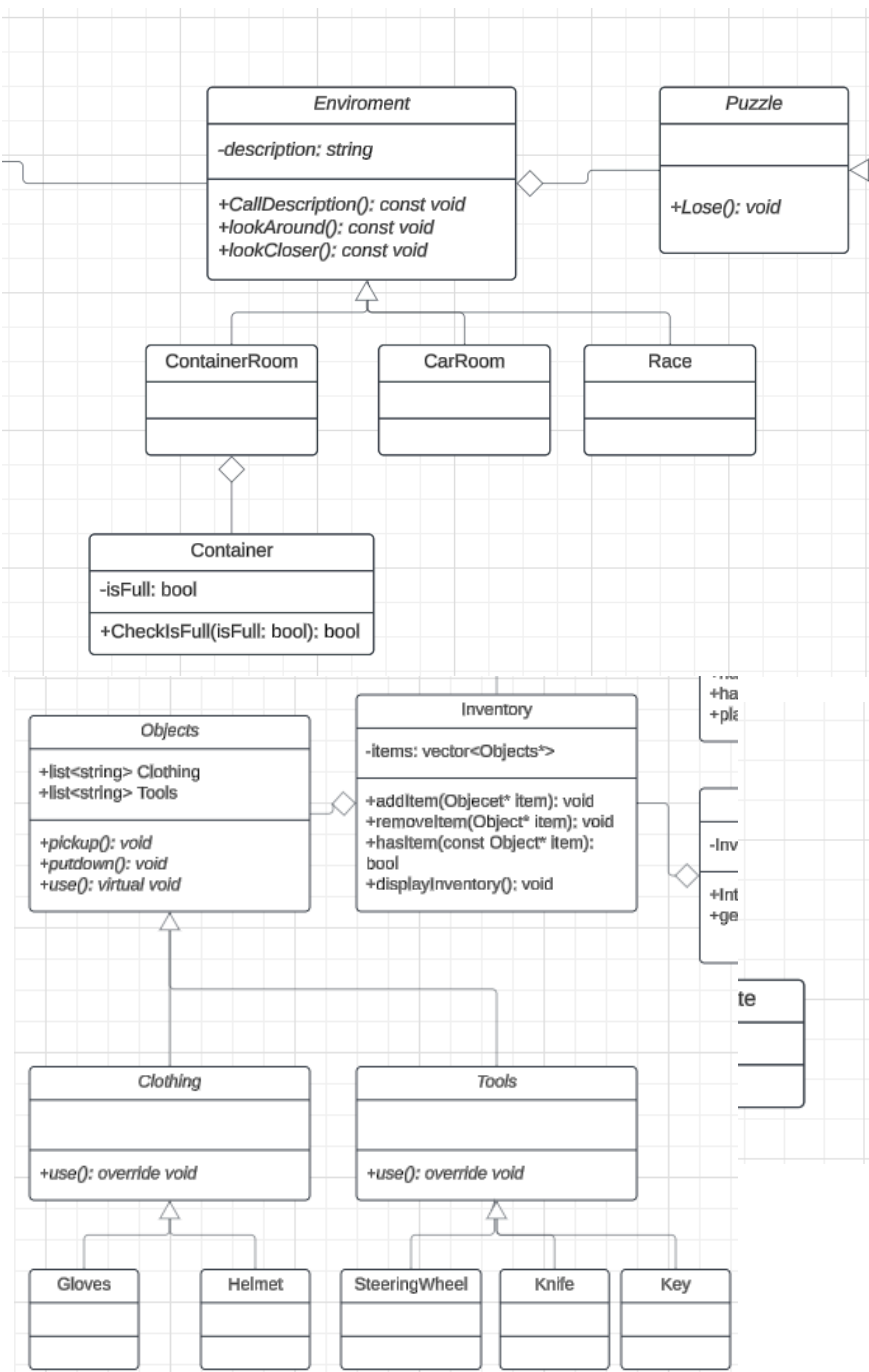 Enviroment
-description: string
+CallDescription(): const void
+lookAround(): const void
+lookCloser(): const void
Puzzle
+Lose(): void
ContainerRoom
CarRoom
Race
Container
-isFull: bool
+CheckIsFull(isFull: bool): bool
Objects
+list<string> Clothing
+list<string> Tools
+pickup(): void
+putdown(): void
+use(): virtual void
Inventory
-items: vector<Objects*>
+addItem(Objecet* item): void
+removeItem(Object* item): void
+hasItem(const Object* item):
bool
+displayInventory(): void
+ha
+pla
-Inv
+Int
+ge
te
Clothing
+use(): override void
Tools
+use(): override void
Gloves
Helmet
SteeringWheel
Knife
Key